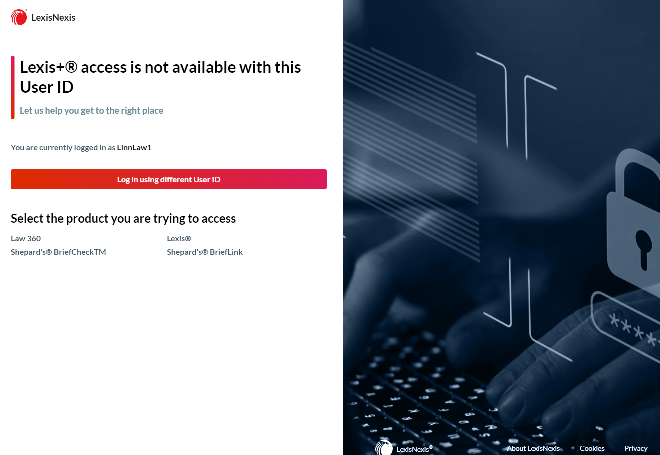 LexisNexis
Lexis+® access is not available with this
User ID
Let us help you get to the right place
You are currently logged in as LinnLaw1
Log in using different User ID
Select the product you are trying to access
Law 360
Lexis®
Shepard's® BriefCheckTM
Shepard's® BriefLink
****
LexisNexis®
About LexisNexis
Cookies
Privacy